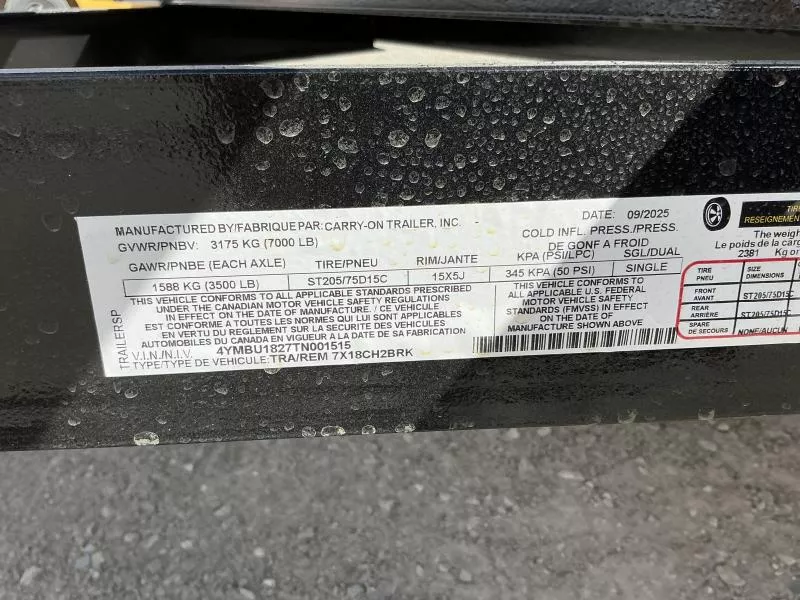 MANUFACTURED BY/FABRIQUE PAR: CARRY-ON TRAILER, INC.
DATE: 09/2025
GVWR/PNBV: 3175 KG (7000 LB)
COLD INFL. PRESS./PRESS.
DE GONF A FROID
GAWR/PNBE (EACH AXLE) TIRE/PNEU RIM/JANTE KPA (PSI/LPC) SGL/DUAL
1588 KG (3500 LB) ST205/75D15C 15X5J 345 KPA (50 PSI) SINGLE
THIS VEHICLE CONFORMS TO ALL APPLICABLE STANDARDS PRESCRIBED
UNDER THE CANADIAN MOTOR VEHICLE SAFETY REGULATIONS
IN EFFECT ON THE DATE OF MANUFACTURE. / CE VEHICULE
EST CONFORME A TOUTES LES NORMES QUI LUI SONT APPLICABLES
EN VERTU DU REGLEMENT SUR LA SECURITE DES VEHICULES
AUTOMOBILES DU CANADA EN VIGUEUR A LA DATE DE SA FABRICATION
THIS VEHICLE CONFORMS TO ALL
APPLICABLE U.S. FEDERAL
MOTOR VEHICLE SAFETY
STANDARDS (FMVSS) IN EFFECT
ON THE DATE OF
MANUFACTURE SHOWN ABOVE.
TRAILERSP
V.I.N./N.I.V. 4YMBU1827TN001515
TYPE/TYPE DE VEHICULE: TRA/REM 7X18CH2BRK
TIRE
RESEIGNEMENT
The weigh
Le poids de la carg
2381 Kg or
TIRE
PNEU
SIZE
DIMENSIONS
FRONT
AVANT
ST205/75D15C
REAR
ARRIÈRE
ST205/75D15C
SPARE
DE SECOURS
NONE/AUCUN